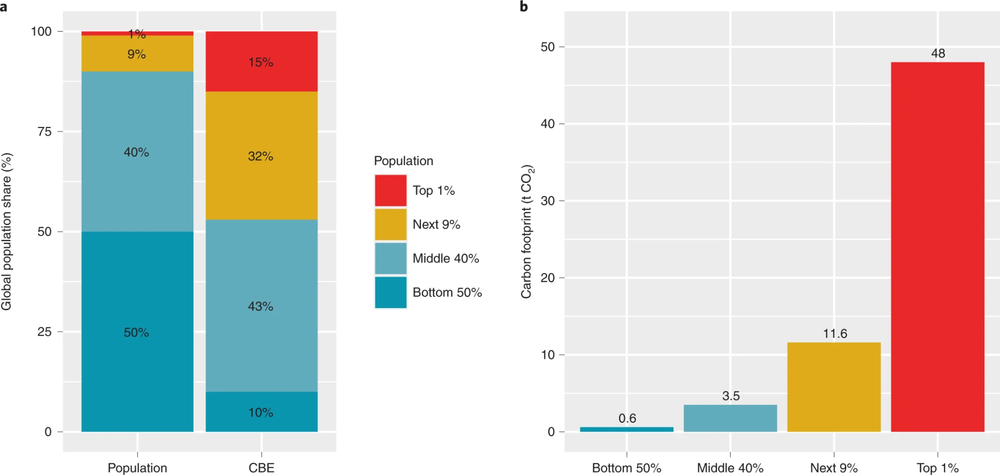 a
Global population share (%)
100
75
50
25
0
1%
9%
40%
50%
15%
32%
43%
10%
Population
CBE
Population
Top 1%
Next 9%
Middle 40%
Bottom 50%
b
Carbon footprint (t CO₂)
50
40
30
20
10
0
0.6
3.5
11.6
48
Bottom 50%
Middle 40%
Next 9%
Top 1%